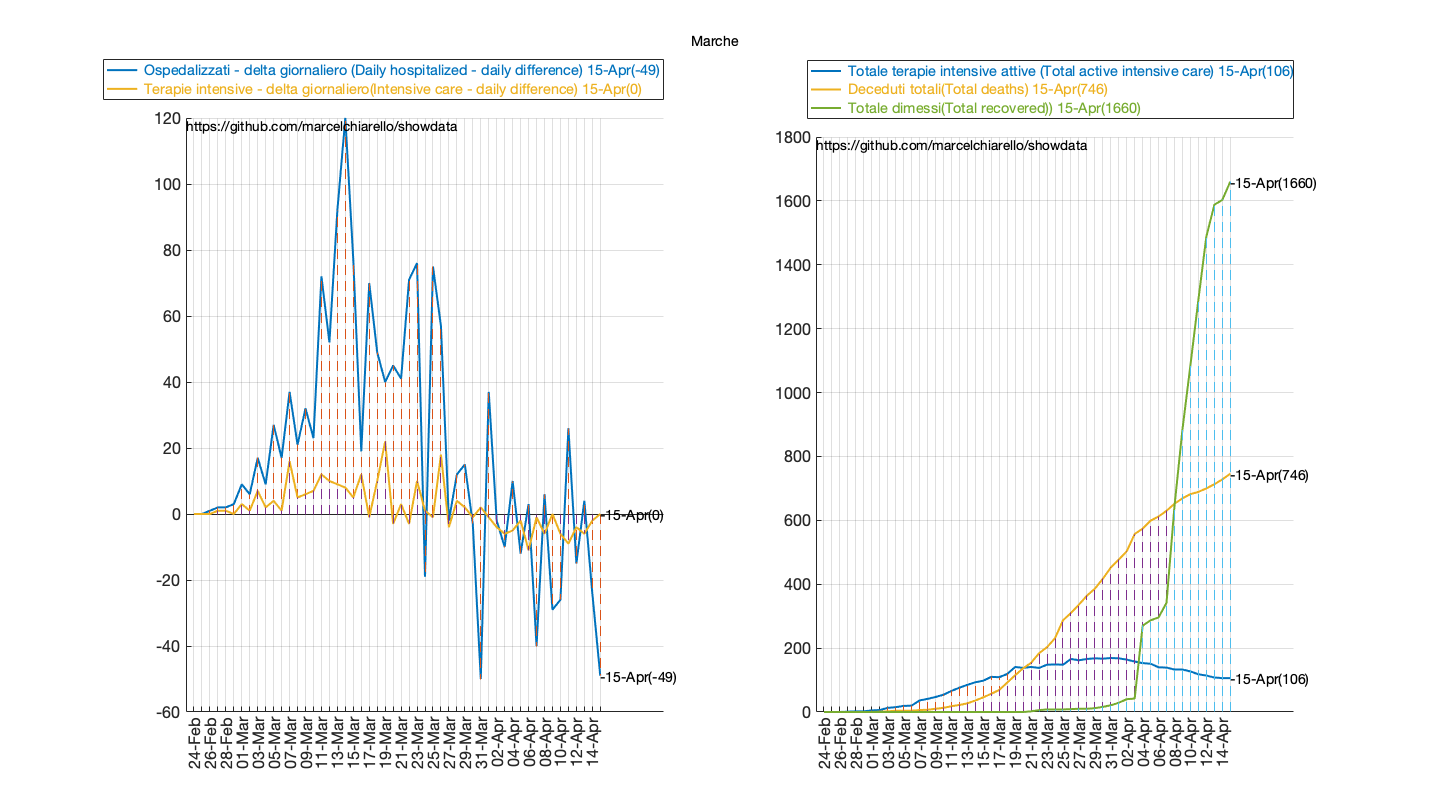 Marche
Ospedalizzati - delta giornaliero (Daily hospitalized - daily difference) 15-Apr(-49)
Terapie intensive - delta giornaliero(Intensive care - daily difference) 15-Apr(0)
https://github.com/marcelchiarello/showdata
120
100
80
60
40
20
0
-20
-40
-60
-15-Apr(0)
-15-Apr(-49)
24-Feb
26-Feb
28-Feb
01-Mar
03-Mar
05-Mar
07-Mar
09-Mar
11-Mar
13-Mar
15-Mar
17-Mar
19-Mar
21-Mar
23-Mar
25-Mar
27-Mar
29-Mar
31-Mar
02-Apr
04-Apr
06-Apr
08-Apr
10-Apr
12-Apr
14-Apr
Totale terapie intensive attive (Total active intensive care) 15-Apr(106)
Deceduti totali(Total deaths) 15-Apr(746)
Totale dimessi(Total recovered)) 15-Apr(1660)
https://github.com/marcelchiarello/showdata
1800
1600
1400
1200
1000
800
600
400
200
0
-15-Apr(1660)
-15-Apr(746)
-15-Apr(106)
24-Feb
26-Feb
28-Feb
01-Mar
03-Mar
05-Mar
07-Mar
09-Mar
11-Mar
13-Mar
15-Mar
17-Mar
19-Mar
21-Mar
23-Mar
25-Mar
27-Mar
29-Mar
31-Mar
02-Apr
04-Apr
06-Apr
08-Apr
10-Apr
12-Apr
14-Apr